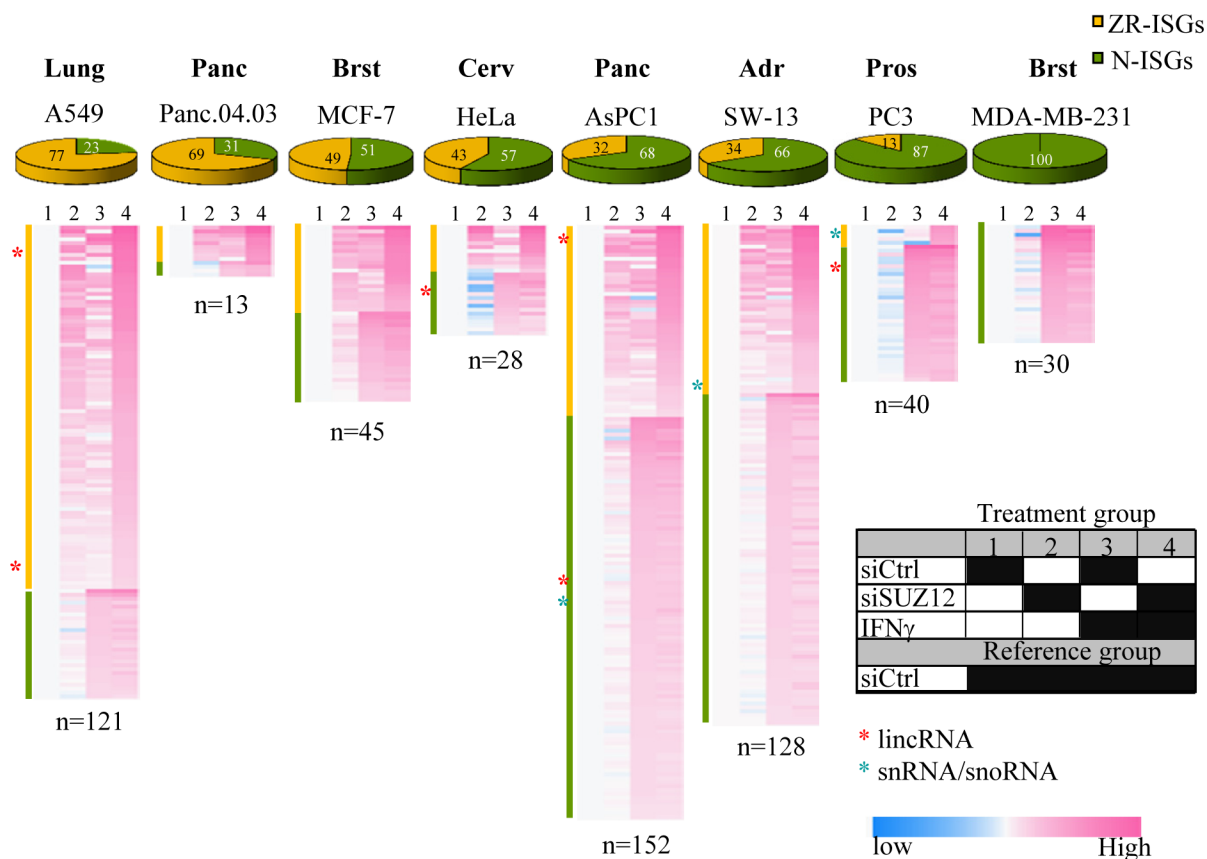 ZR-ISGs
N-ISGs
Lung Panc Brst Cerv Panc Adr Pros Brst
A549 Panc.04.03 MCF-7 HeLa AsPC1 SW-13 PC3 MDA-MB-231
77 23 69 31 49 51 43 57 32 68 34 66 13 87 100
1 2 3 4 1 2 3 4 1 2 3 4 1 2 3 4 1 2 3 4 1 2 3 4 1 2 3 4 1 2 3 4
* * * * * * * * * *
n=13
n=28
n=30
n=40
n=45
n=121
n=128
n=152
Treatment group
1 2 3 4
siCtrl
siSUZ12
IFNγ
Reference group
siCtrl
* lincRNA
* snRNA/snoRNA
low High